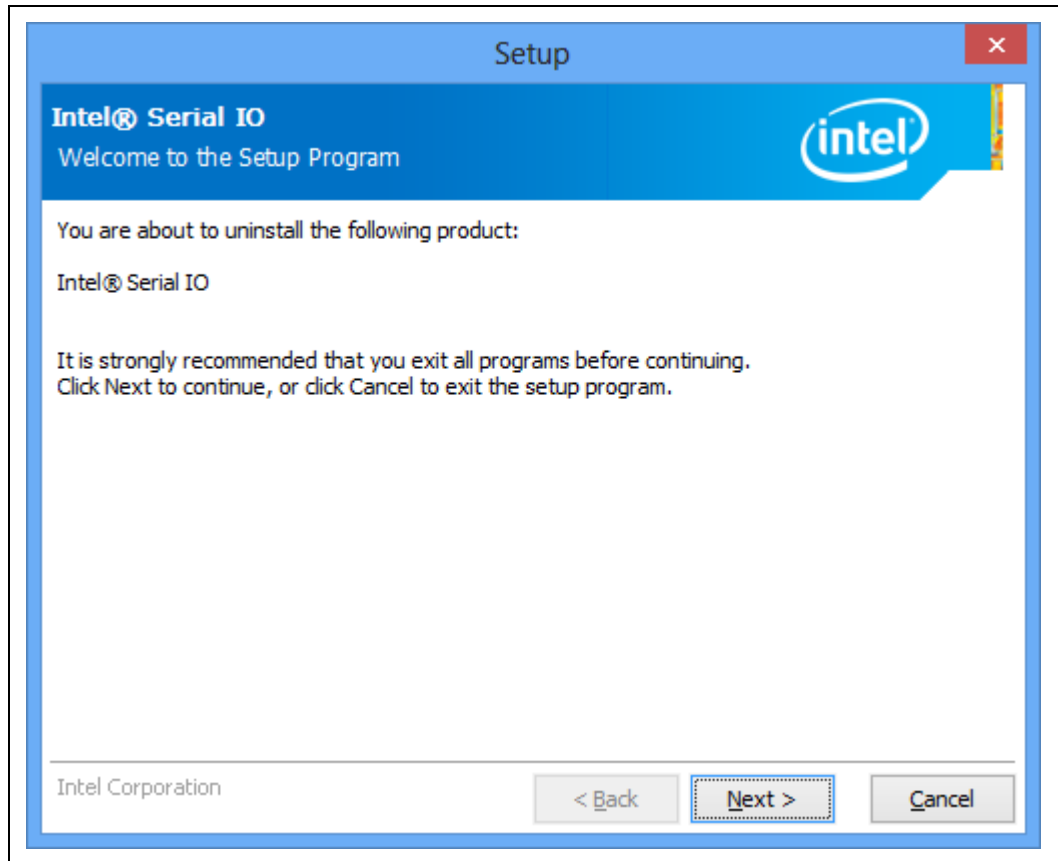 Setup
Intel® Serial IO
Welcome to the Setup Program
intel
You are about to uninstall the following product:
Intel® Serial IO
It is strongly recommended that you exit all programs before continuing.
Click Next to continue, or click Cancel to exit the setup program.
Intel Corporation
< Back
Next >
Cancel